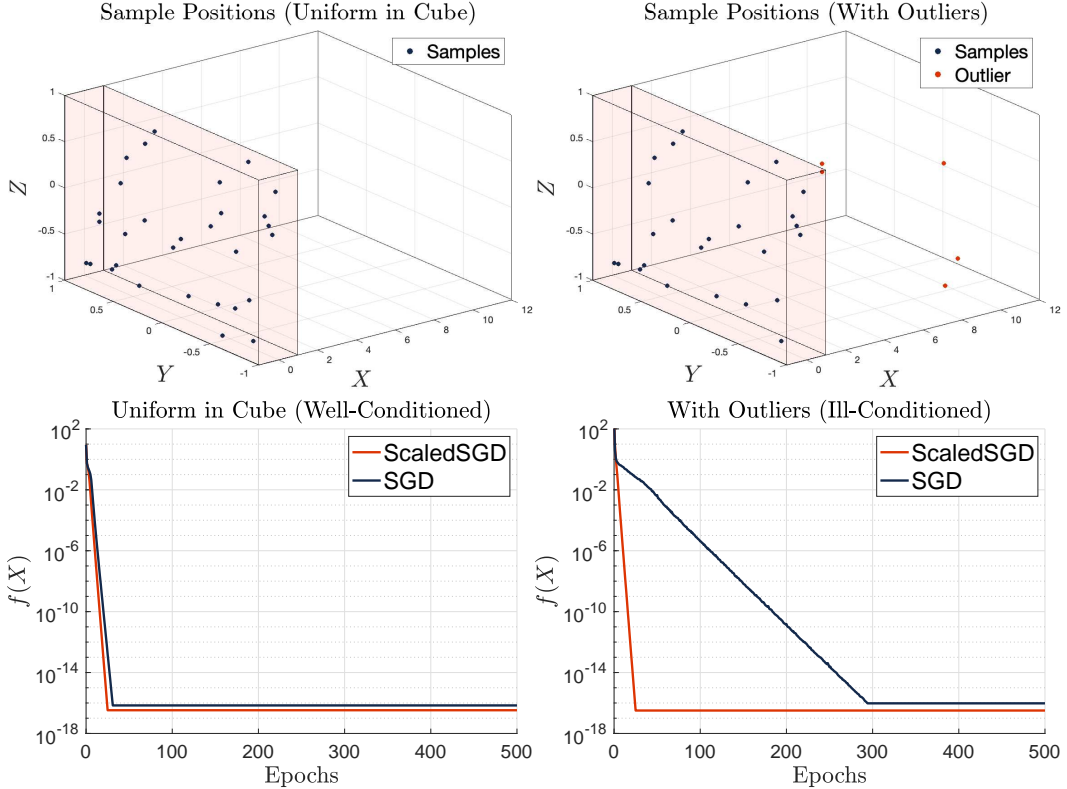 Sample Positions (Uniform in Cube)
Samples
Z
1
0.5
0
-0.5
-1
1
0.5
0
-0.5
-1
Y
0
2
4
6
8
10
12
X
Sample Positions (With Outliers)
Samples
Outlier
Z
1
0.5
0
-0.5
-1
1
0.5
0
-0.5
-1
Y
0
2
4
6
8
10
12
X
Uniform in Cube (Well-Conditioned)
ScaledSGD
SGD
f(X)
10^2
10^-2
10^-6
10^-10
10^-14
10^-18
0 100 200 300 400 500
Epochs
With Outliers (Ill-Conditioned)
ScaledSGD
SGD
f(X)
10^2
10^-2
10^-6
10^-10
10^-14
10^-18
0 100 200 300 400 500
Epochs